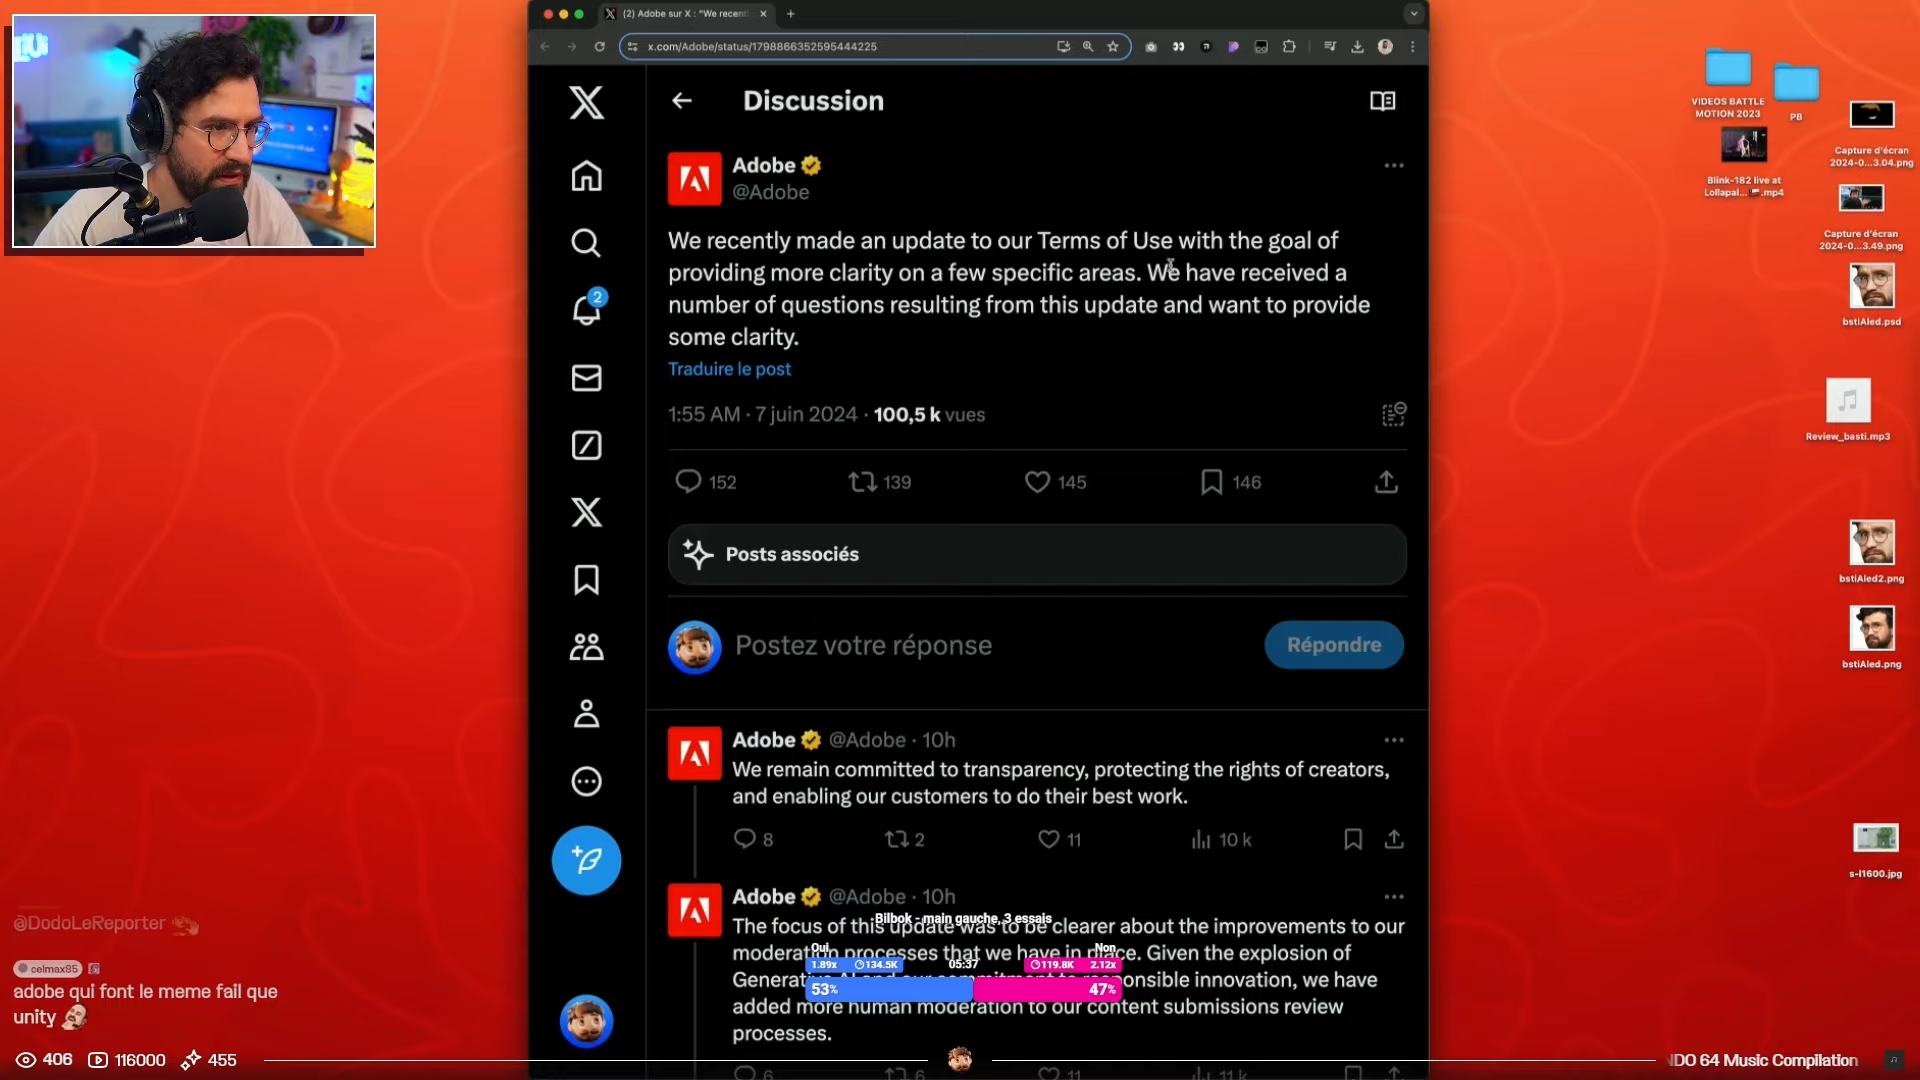 (2) Adobe sur X : "We recent
x.com/Adobe/status/1798866352595444225
Discussion
Adobe
@Adobe
We recently made an update to our Terms of Use with the goal of
providing more clarity on a few specific areas. We have received a
number of questions resulting from this update and want to provide
some clarity.
Traduire le post
1:55 AM · 7 juin 2024 · 100,5 k vues
152
139
145
146
Posts associés
Postez votre réponse
Répondre
2
Adobe @Adobe · 10h
We remain committed to transparency, protecting the rights of creators,
and enabling our customers to do their best work.
8
2
11
10 k
Adobe @Adobe · 10h
The focus of this update was to be clearer about the improvements to our
moderation processes that we have in place. Given the explosion of
responsible innovation, we have
added more human moderation to our content submissions review
processes.
6
6
11
11 k
Bilbok - main gauche, 3 essais
Oui
Non
1.89x 134.5K
05:37
119.8K 2.12x
53%
47%
VIDEOS BATTLE
MOTION 2023
PB
Capture d'écran
2024-0...3.04.png
Blink-182 live at
Lollapal... .mp4
Capture d'écran
2024-0...3.49.png
bstiAled.psd
Review_basti.mp3
bstiAled2.png
bstiAled.png
s-l1600.jpg
@DodoLeReporter
celmax85
adobe qui font le meme fail que
unity
406
116000
455
DO 64 Music Compilation